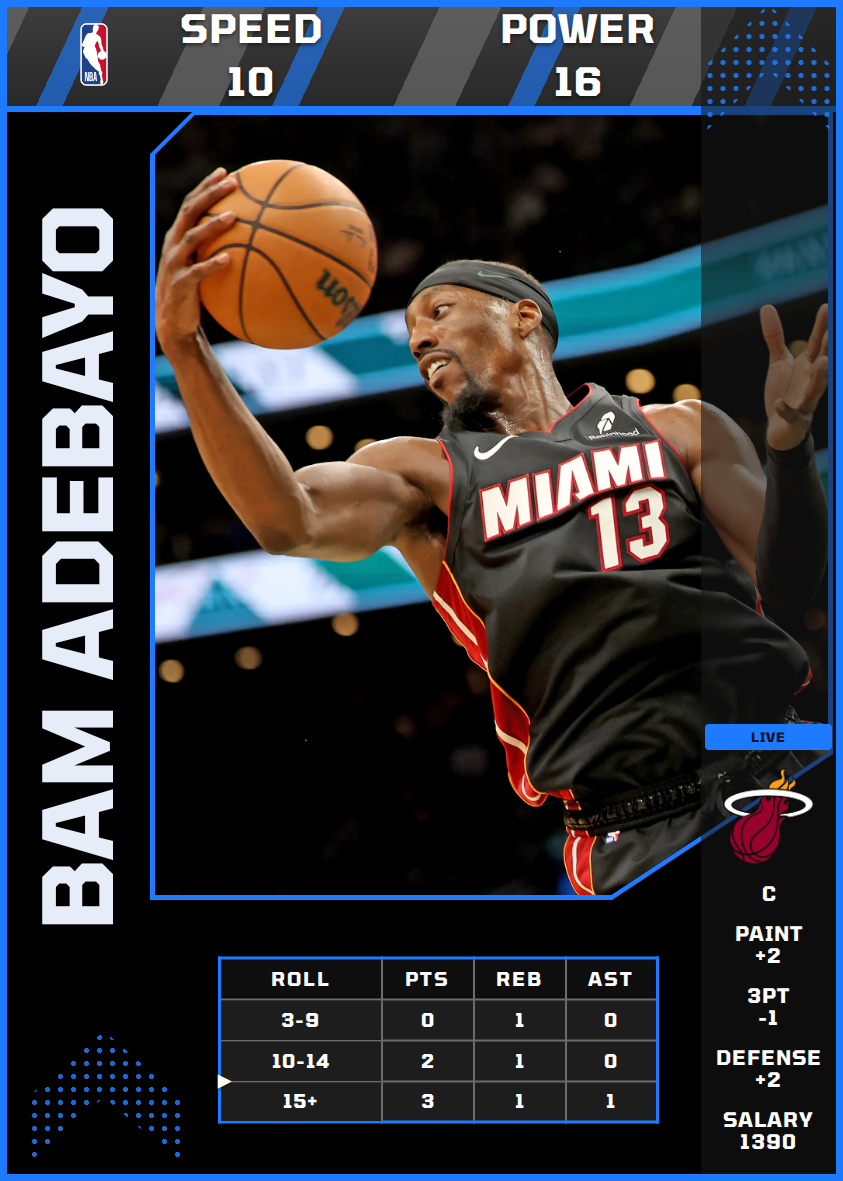 SPEED
10
POWER
16
NBA
BAM ADEBAYO
MIAMI
13
LIVE
C
PAINT
+2
3PT
-1
DEFENSE
+2
SALARY
1390
ROLL PTS REB AST
3-9 0 1 0
10-14 2 1 0
15+ 3 1 1